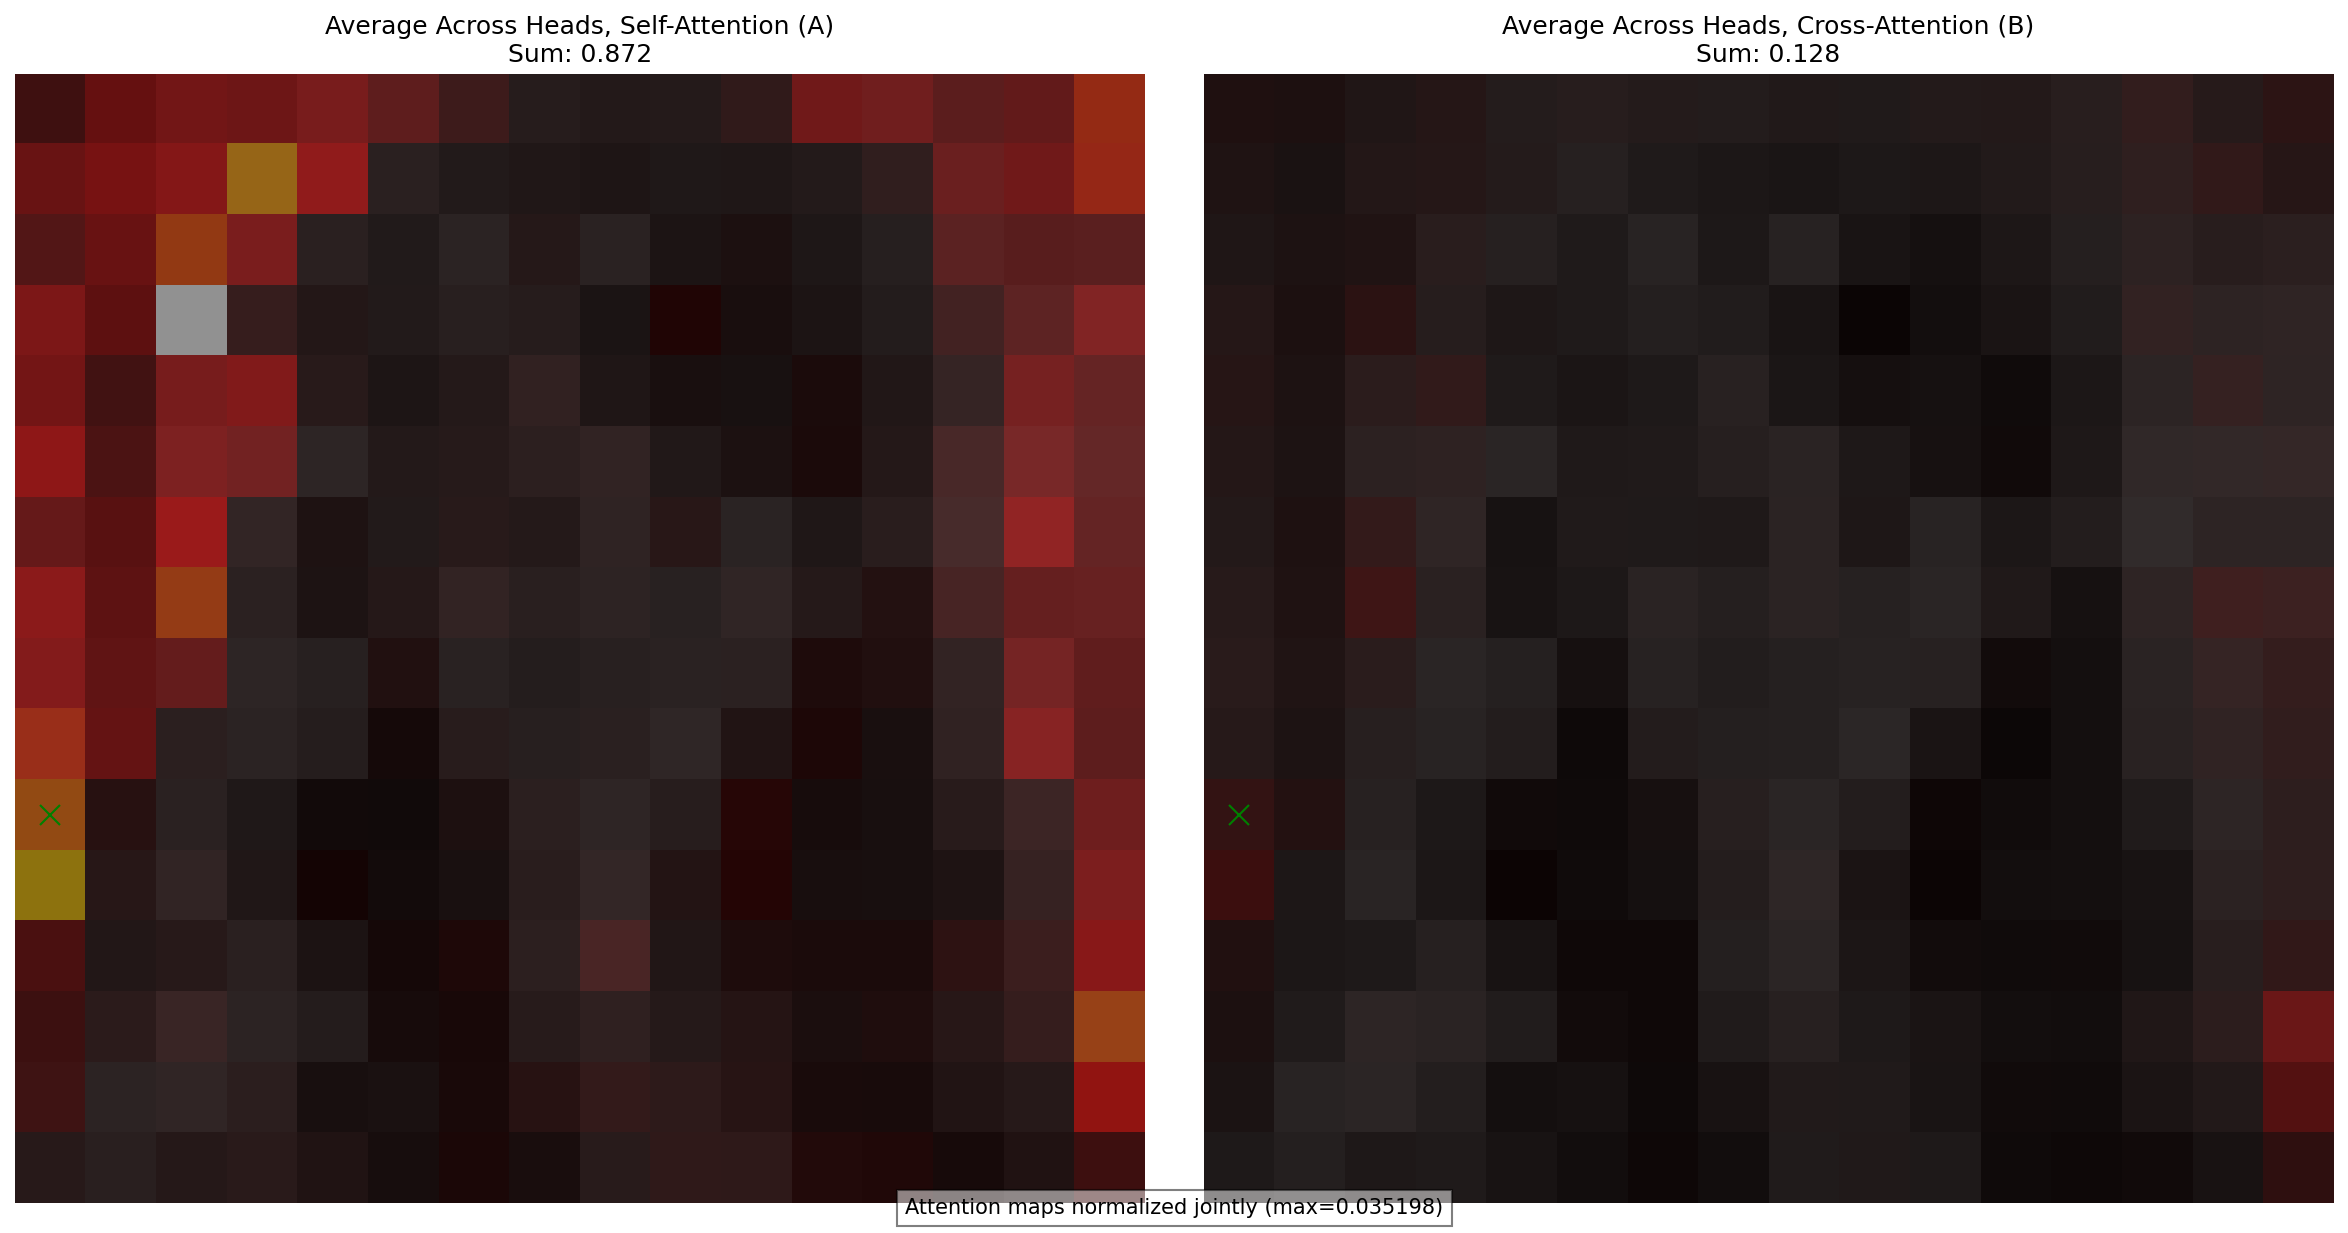 Average Across Heads, Self-Attention (A)
Sum: 0.872
Average Across Heads, Cross-Attention (B)
Sum: 0.128
Attention maps normalized jointly (max=0.035198)